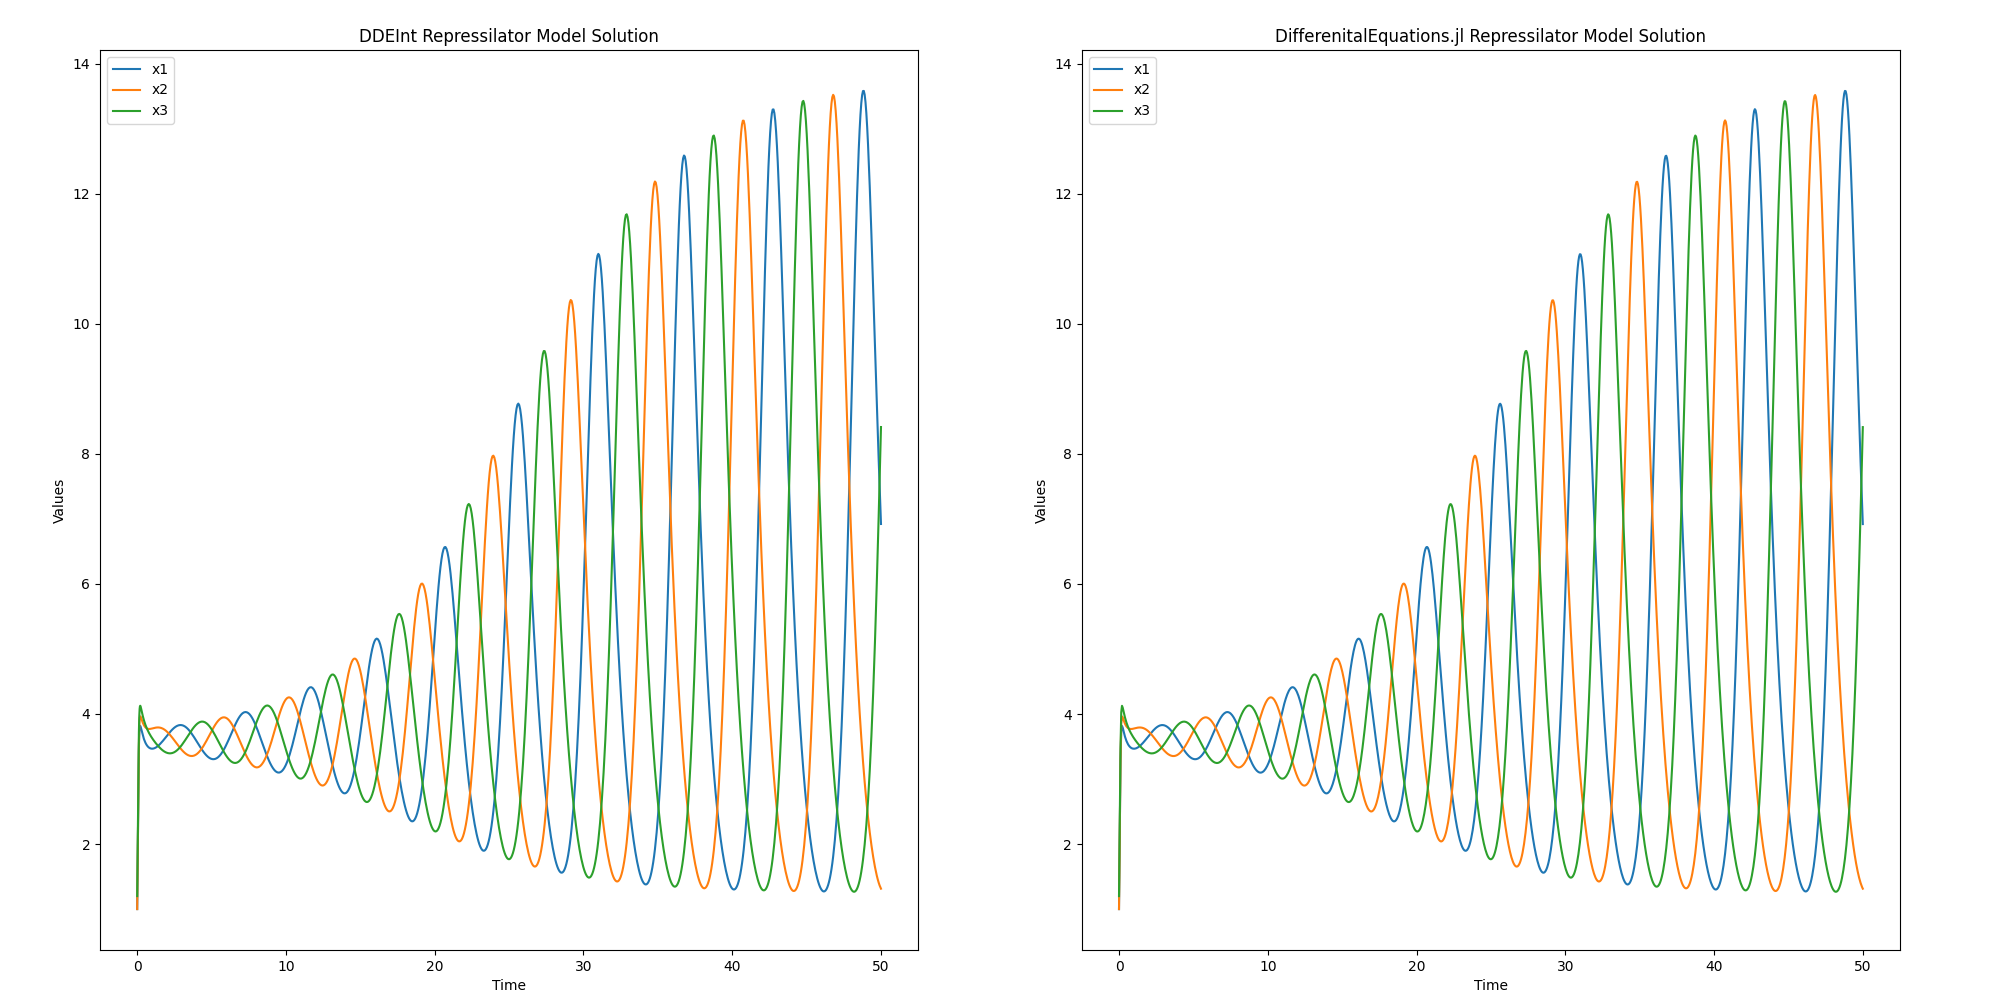 DDEInt Repressilator Model Solution
x1
x2
x3
14
12
10
8
6
4
2
Values
0
10
20
30
40
50
Time
DifferenitalEquations.jl Repressilator Model Solution
x1
x2
x3
14
12
10
8
6
4
2
Values
0
10
20
30
40
50
Time